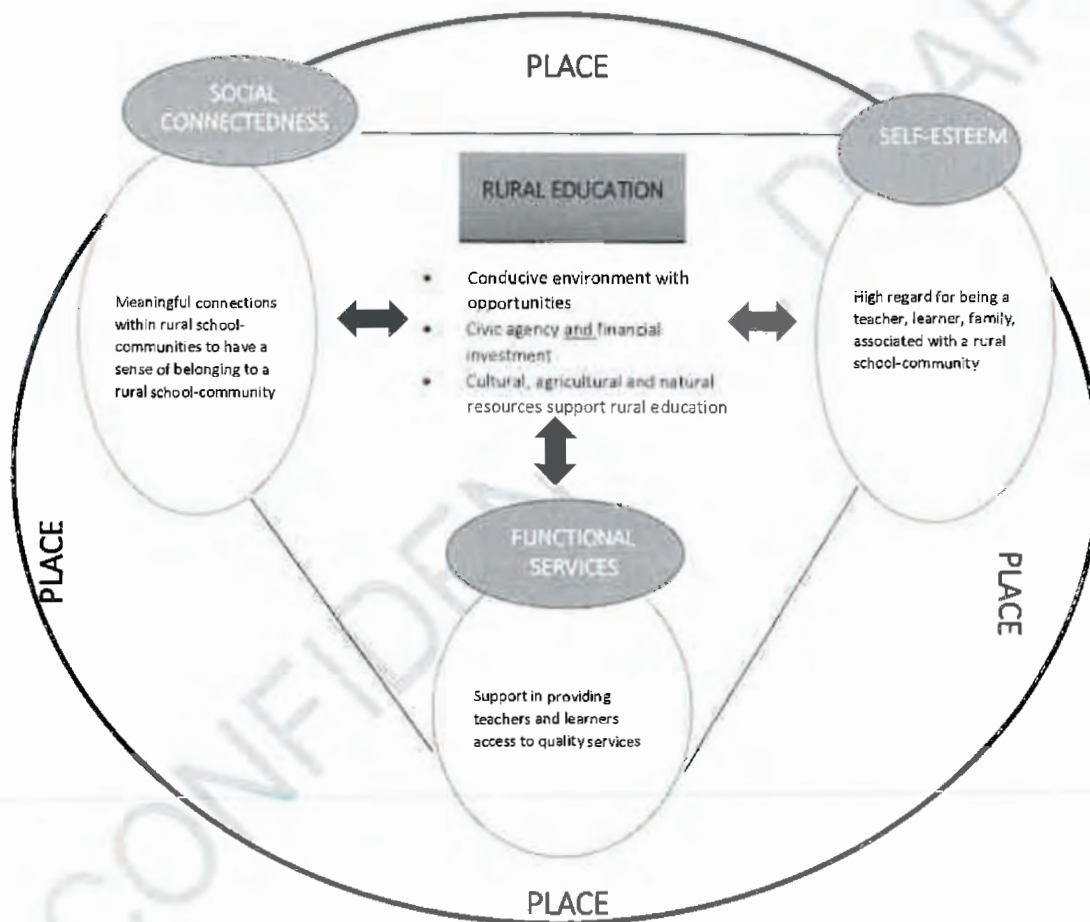 PLACE
SOCIAL
CONNECTEDNESS
SELF-ESTEEM
RURAL EDUCATION
• Conducive environment with
opportunities
• Civic agency and financial
investment
• Cultural, agricultural and natural
resources support rural education
Meaningful connections
within rural school-
communities to have a
sense of belonging to a
rural school-community
High regard for being a
teacher, learner, family,
associated with a rural
school-community
PLACE
PLACE
FUNCTIONAL
SERVICES
Support in providing
teachers and learners
access to quality services
PLACE